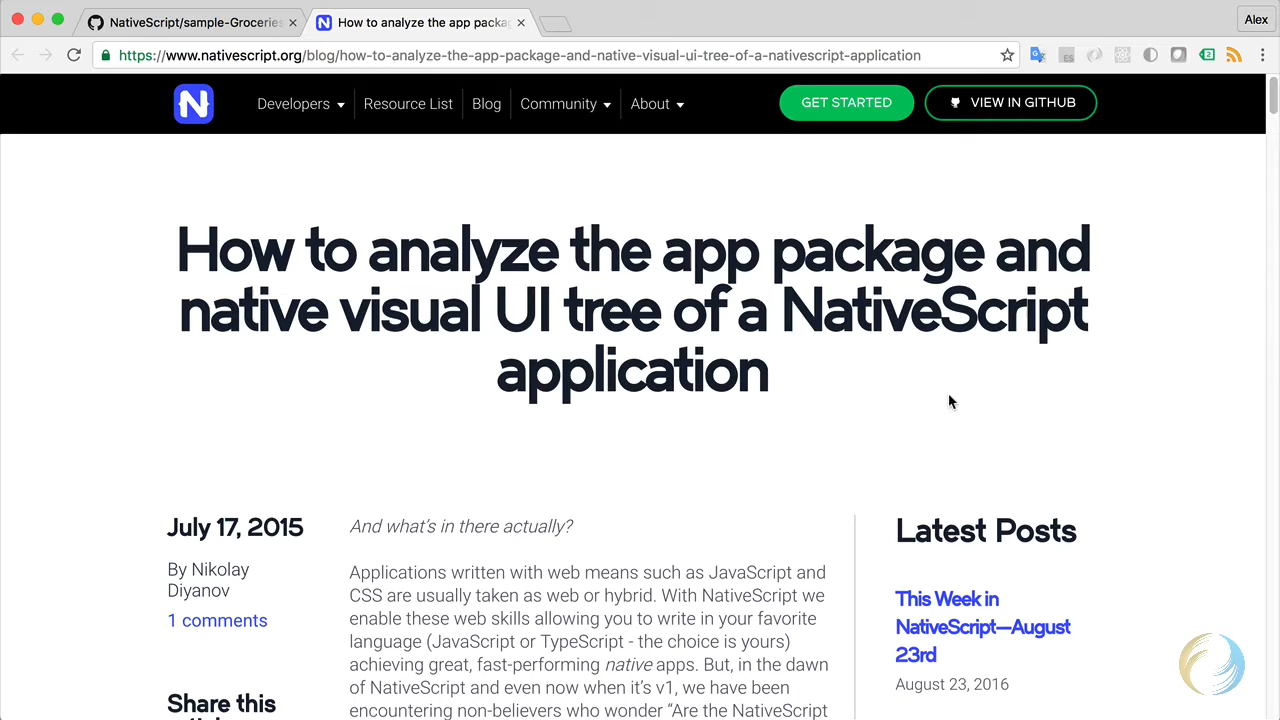 NativeScript/sample-Groceries
How to analyze the app packag
Alex
https://www.nativescript.org/blog/how-to-analyze-the-app-package-and-native-visual-ui-tree-of-a-nativescript-application
N
Developers
Resource List
Blog
Community
About
GET STARTED
VIEW IN GITHUB
How to analyze the app package and
native visual UI tree of a NativeScript
application
July 17, 2015
By Nikolay
Diyanov
1 comments
Share this
And what's in there actually?
Applications written with web means such as JavaScript and
CSS are usually taken as web or hybrid. With NativeScript we
enable these web skills allowing you to write in your favorite
language (JavaScript or TypeScript - the choice is yours)
achieving great, fast-performing native apps. But, in the dawn
of NativeScript and even now when it's v1, we have been
encountering non-believers who wonder “Are the NativeScript
Latest Posts
This Week in
NativeScript—August
23rd
August 23, 2016